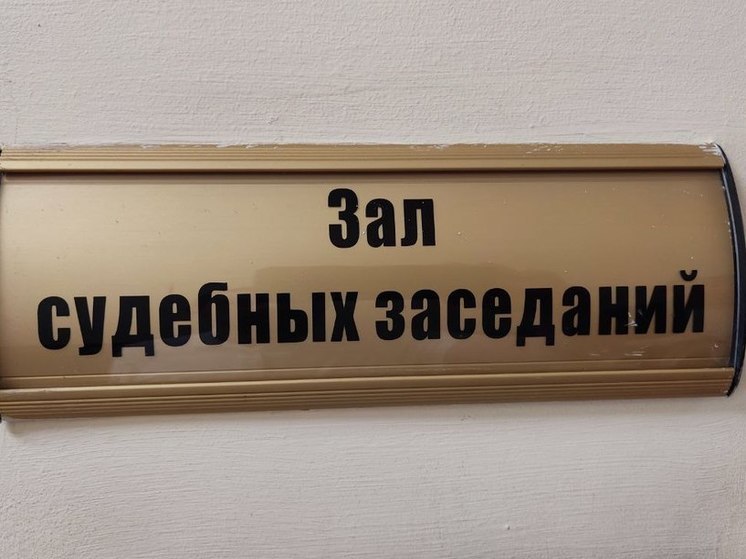 Зал
судебных заседаний